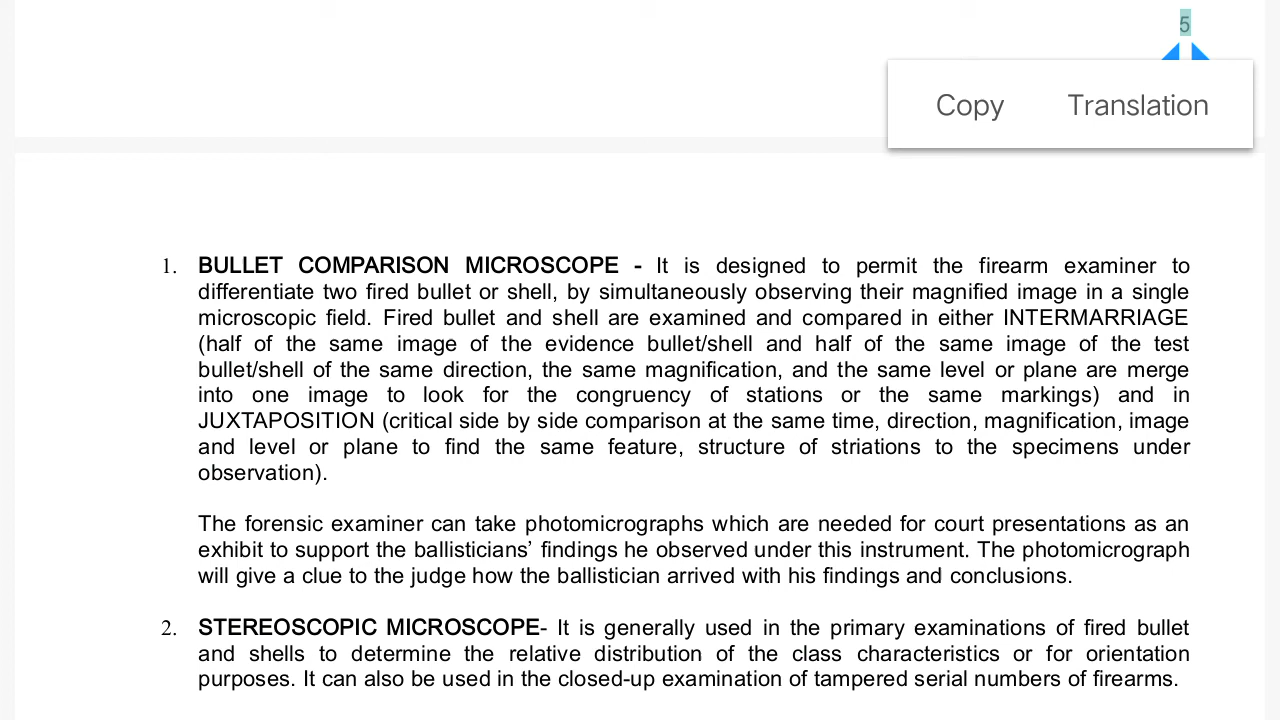 5
Copy Translation
1. BULLET COMPARISON MICROSCOPE - It is designed to permit the firearm examiner to
differentiate two fired bullet or shell, by simultaneously observing their magnified image in a single
microscopic field. Fired bullet and shell are examined and compared in either INTERMARRIAGE
(half of the same image of the evidence bullet/shell and half of the same image of the test
bullet/shell of the same direction, the same magnification, and the same level or plane are merge
into one image to look for the congruency of stations or the same markings) and in
JUXTAPOSITION (critical side by side comparison at the same time, direction, magnification, image
and level or plane to find the same feature, structure of striations to the specimens under
observation).
The forensic examiner can take photomicrographs which are needed for court presentations as an
exhibit to support the ballisticians’ findings he observed under this instrument. The photomicrograph
will give a clue to the judge how the ballistician arrived with his findings and conclusions.
2. STEREOSCOPIC MICROSCOPE- It is generally used in the primary examinations of fired bullet
and shells to determine the relative distribution of the class characteristics or for orientation
purposes. It can also be used in the closed-up examination of tampered serial numbers of firearms.